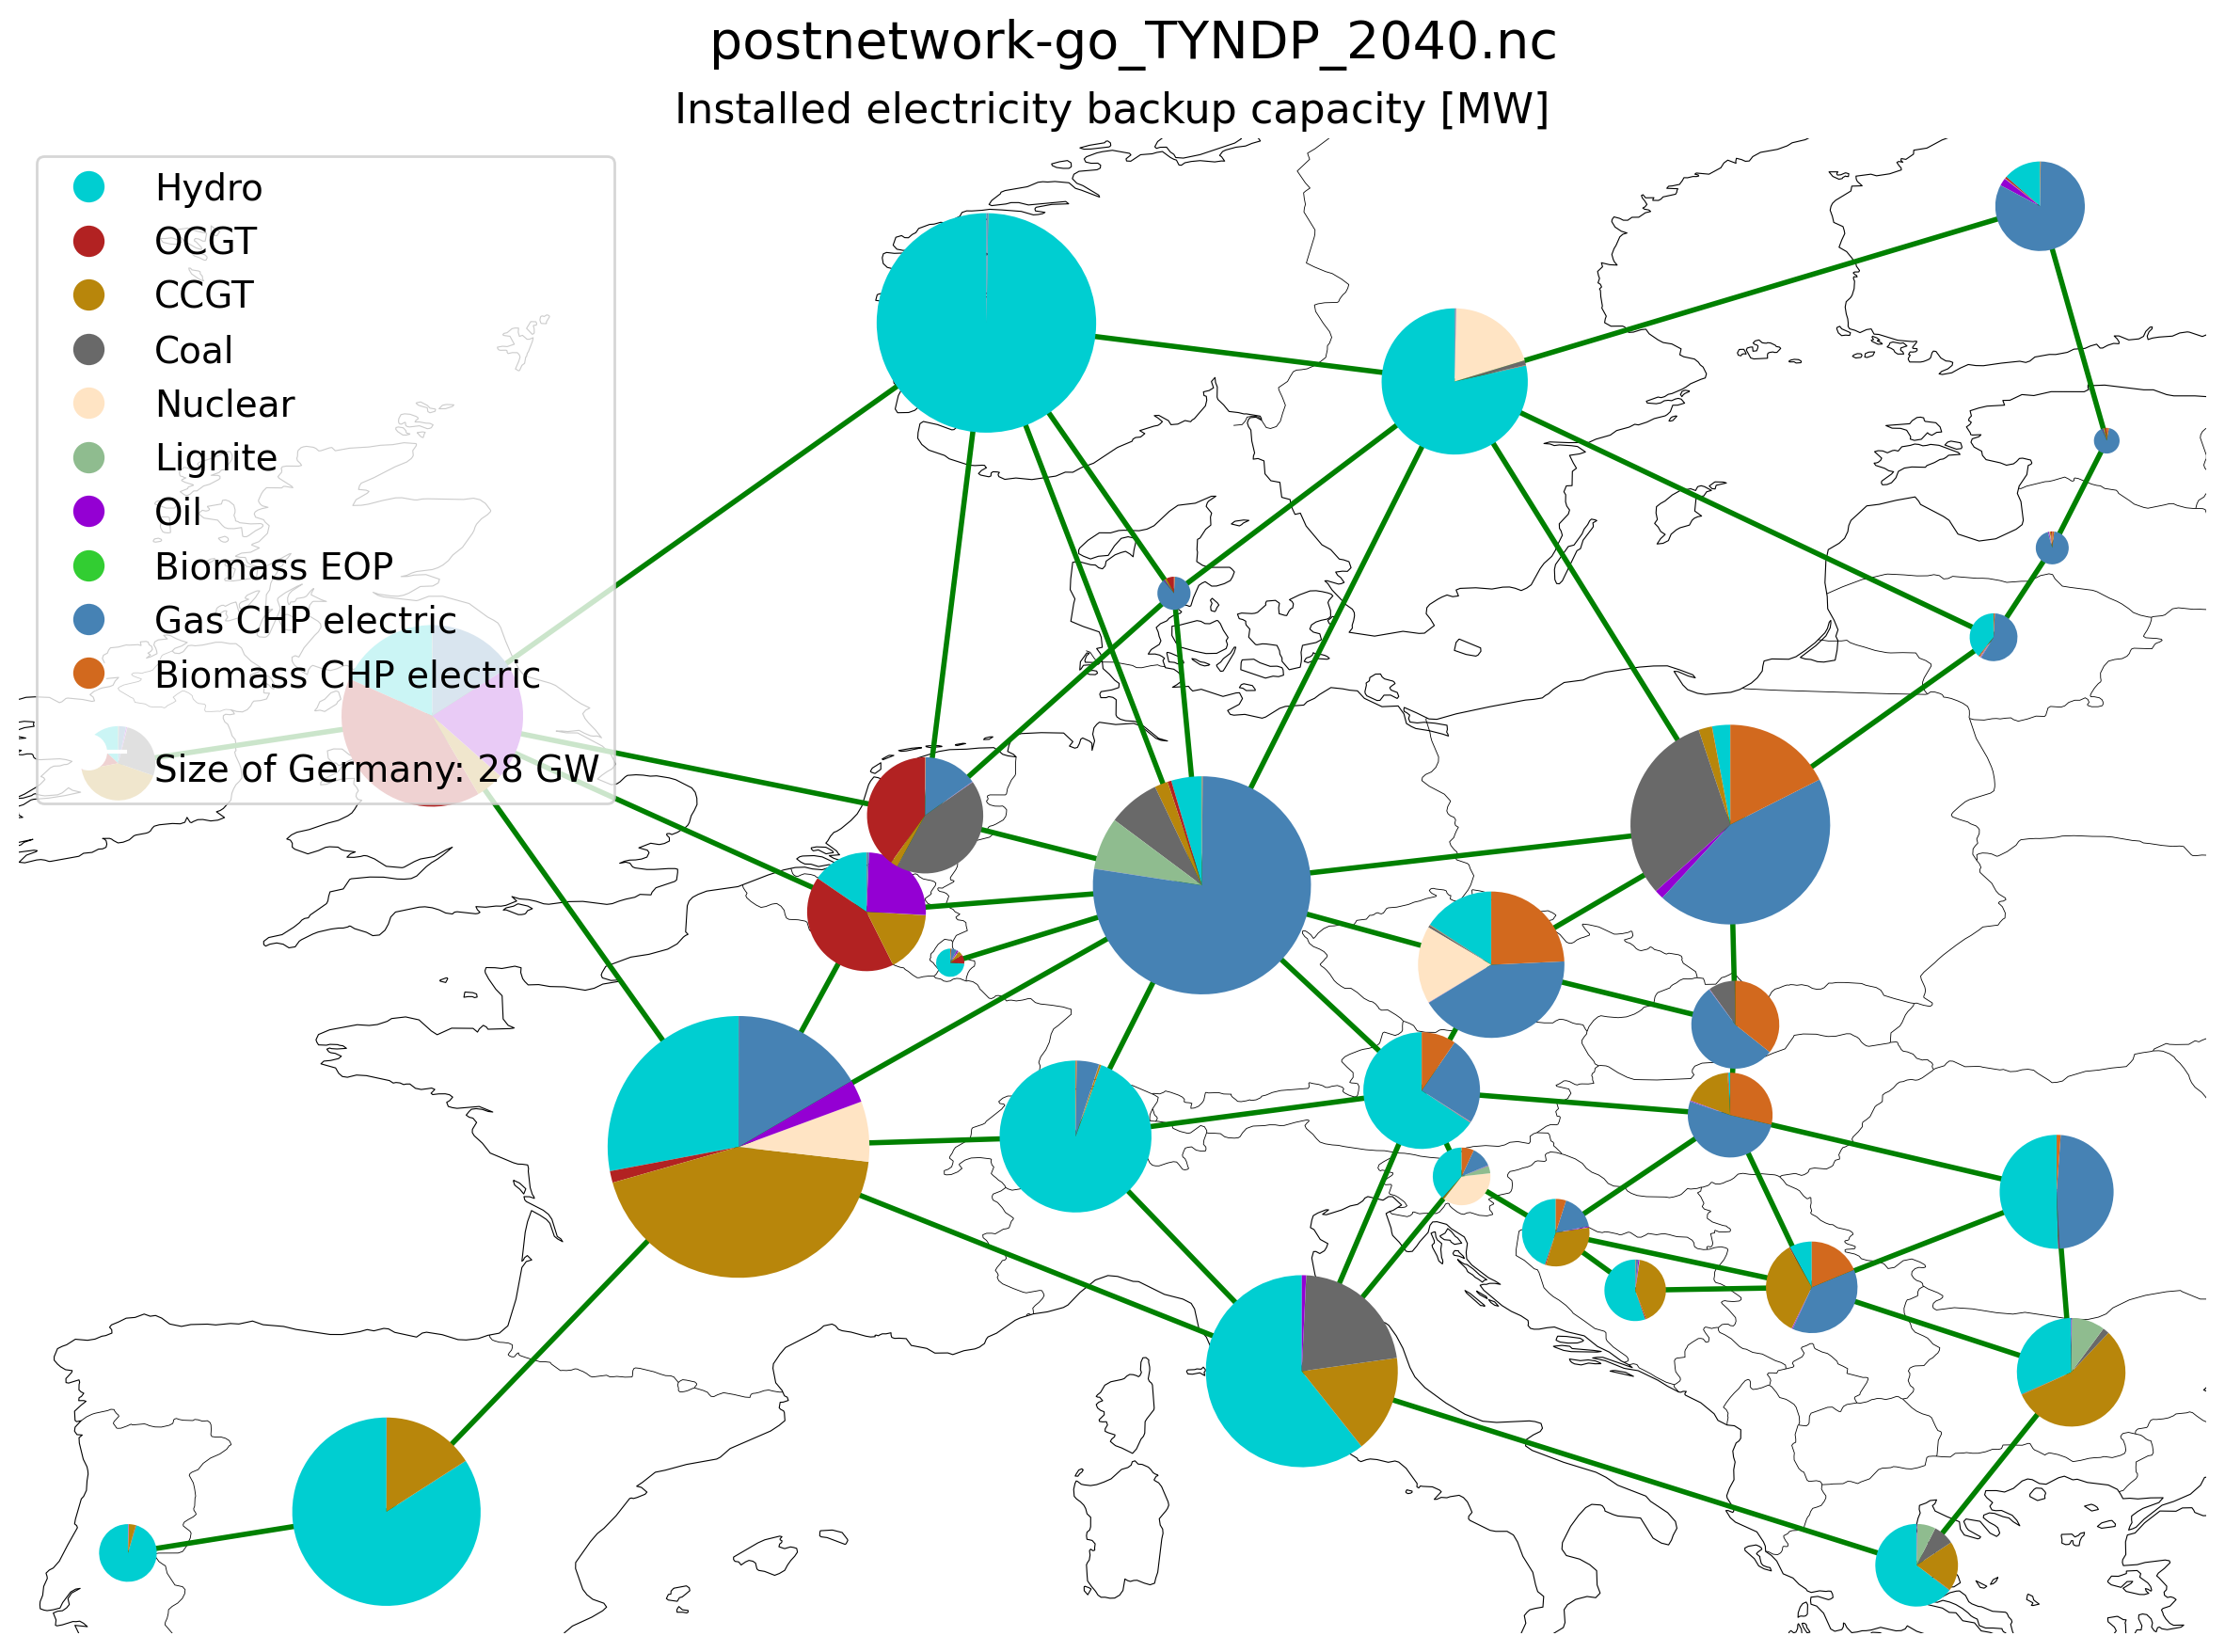 postnetwork-go_TYNDP_2040.nc
Installed electricity backup capacity [MW]
Hydro
OCGT
CCGT
Coal
Nuclear
Lignite
Oil
Biomass EOP
Gas CHP electric
Biomass CHP electric
Size of Germany: 28 GW